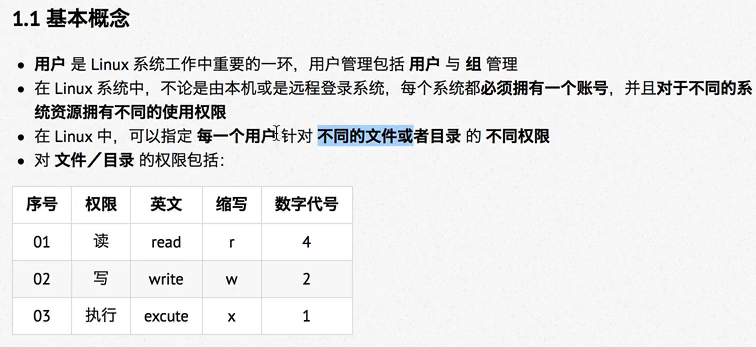 1.1 基本概念
• 用户 是 Linux 系统工作中重要的一环，用户管理包括 用户 与 组 管理
• 在 Linux 系统中，不论是由本机或是远程登录系统，每个系统都必须拥有一个账号，并且对于不同的系
统资源拥有不同的使用权限
• 在 Linux 中，可以指定 每一个用户 针对 不同的文件或者目录 的 不同权限
• 对 文件／目录 的权限包括：
序号 权限 英文 缩写 数字代号
01 读 read r 4
02 写 write w 2
03 执行 excute x 1